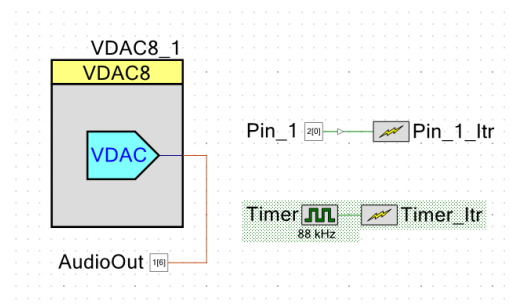 VDAC8_1
VDAC8
VDAC
AudioOut 1[6]
Pin_1 2[0] Pin_1_Itr
Timer Timer_Itr
88 kHz